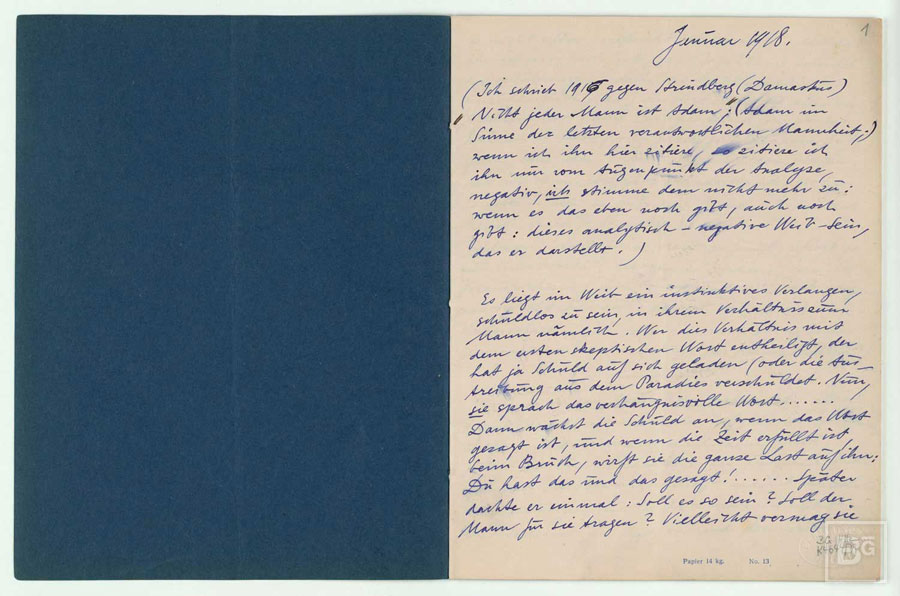 1
Januar 1918.
(Ich schrieb 1916 gegen Strindberg (Damaskus)
"Nicht jeder Mann ist Adam"; (Adam im
Sinne der letzten verantwortlichen Mannheit;)
wenn ich ihn hier zitiere, so zitiere ich
ihn nur vom Augenpunkt der Analyse,
negativ, ich stimme dem nicht mehr zu:
wenn es das eben noch gibt, auch noch
gibt: dieses analytisch-negative Weib-Sein,
das er darstellt.)
Es liegt im Weib ein instinktives Verlangen,
schuldlos zu sein, in ihrem Verhältnis zum
Mann nämlich. Wer dies Verhältnis mit
dem ersten skeptischen Wort entheiligt, der
hat ja Schuld auf sich geladen (oder die Aus-
treibung aus dem Paradies verschuldet. Nun,
sie sprach das verhängnisvolle Wort......
Dann wächst die Schuld an, wenn das Wort
gesagt ist, und wenn die Zeit erfüllt ist,
beim Bruch, wirft sie die ganze Last auf ihn:
Du hast das und das gesagt!...... Später
dachte er einmal: Soll es so sein? Soll der
Mann für sie tragen? Vielleicht vermag sie
Papier 14 kg. No. 13
BG